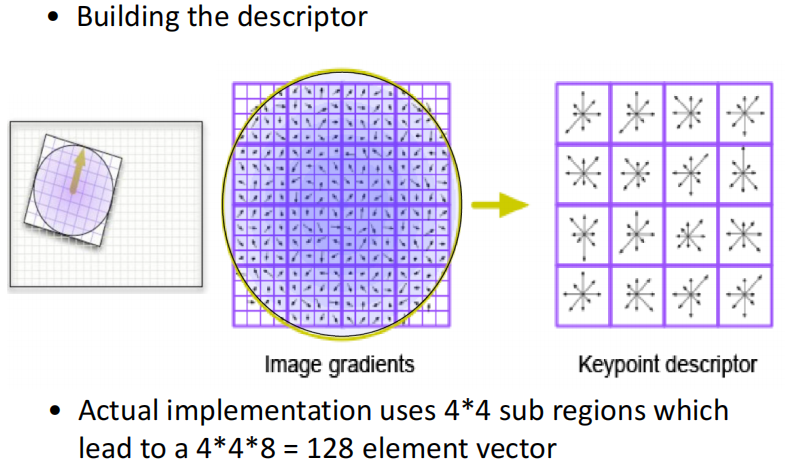 • Building the descriptor
Image gradients
Keypoint descriptor
• Actual implementation uses 4*4 sub regions which
lead to a 4*4*8 = 128 element vector